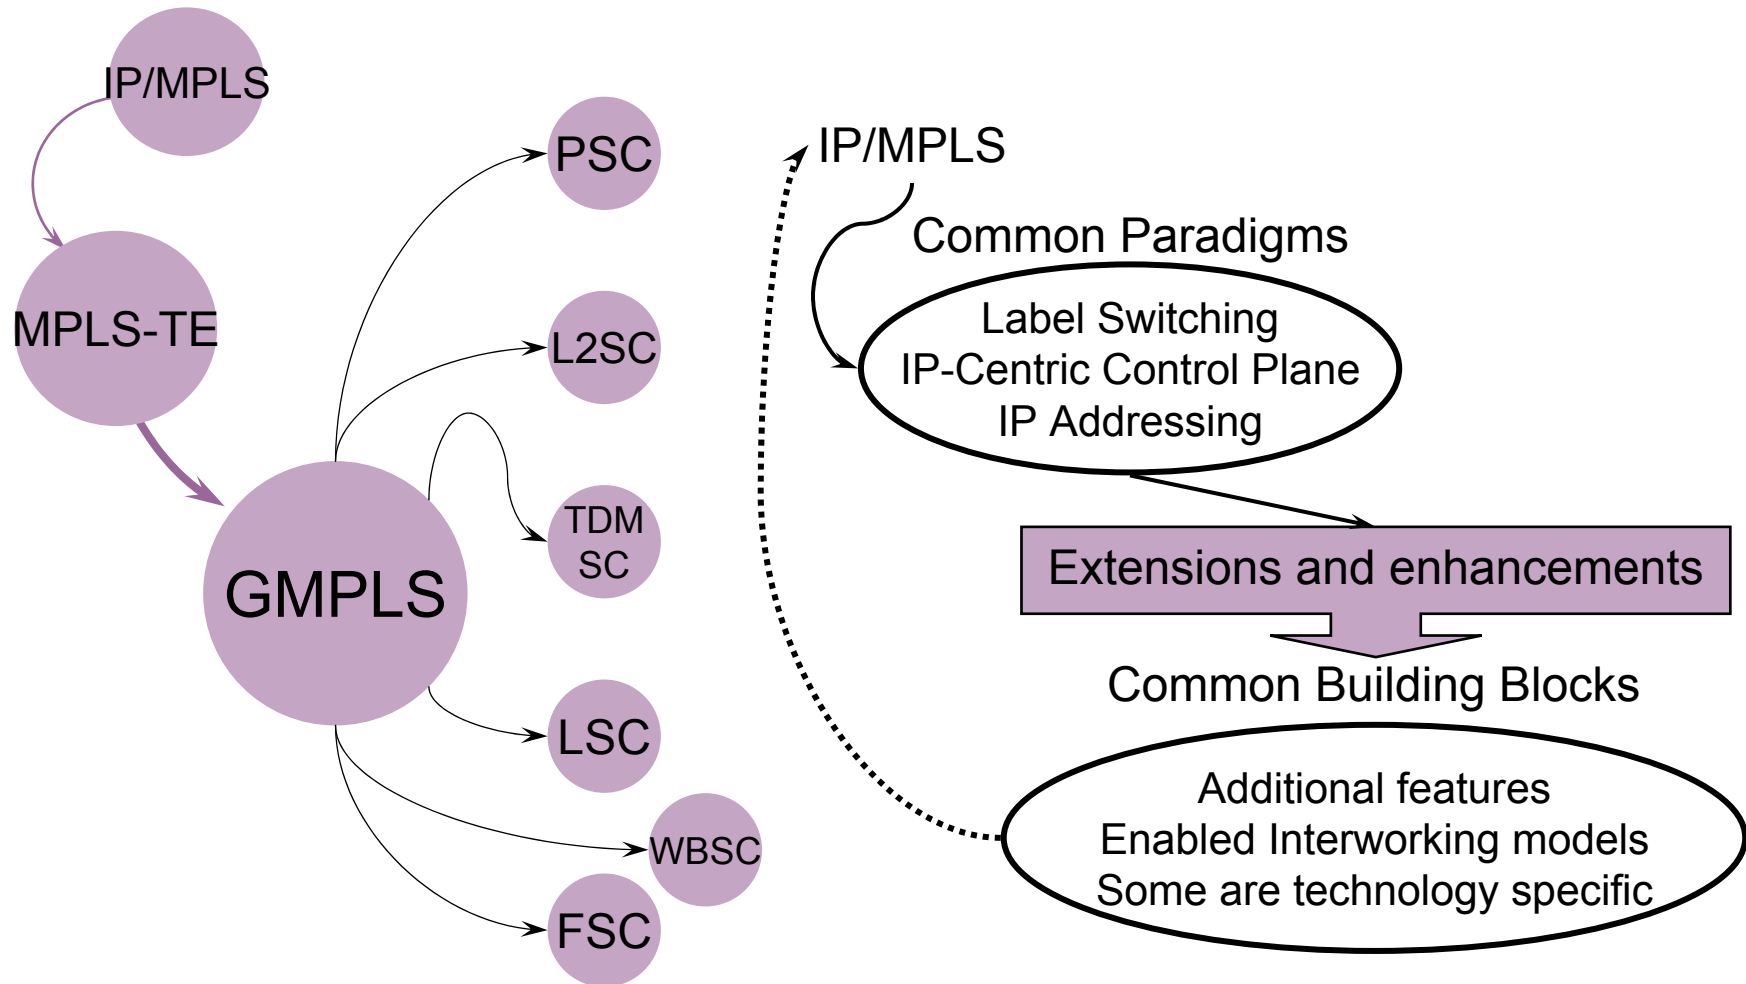 IP/MPLS
MPLS-TE
GMPLS
PSC
L2SC
TDM
SC
LSC
WBSC
FSC
IP/MPLS
Common Paradigms
Label Switching
IP-Centric Control Plane
IP Addressing
Extensions and enhancements
Common Building Blocks
Additional features
Enabled Interworking models
Some are technology specific